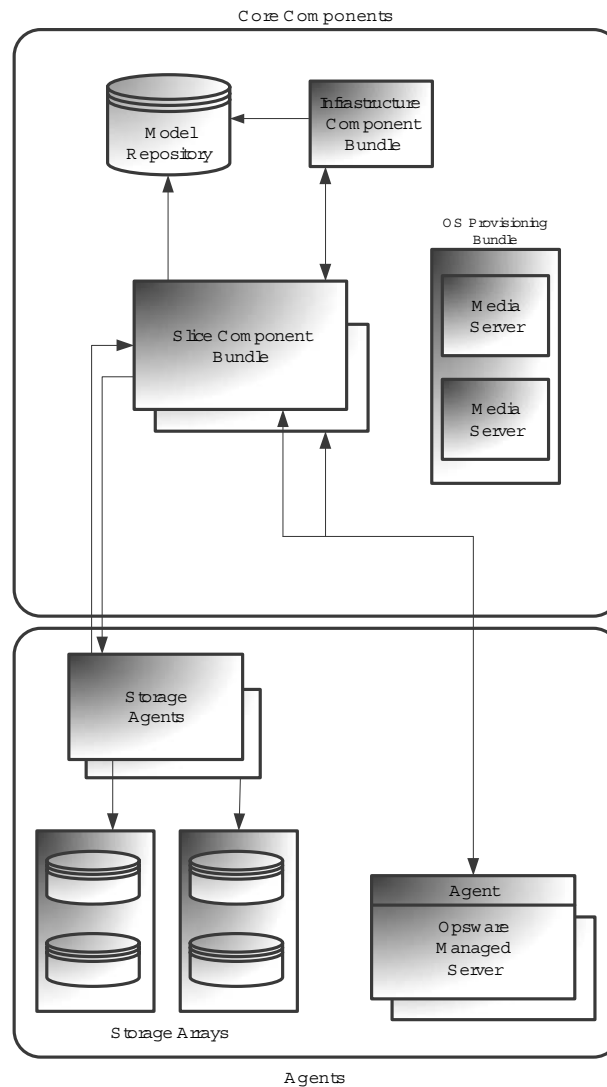 Core Components
Model
Repository
Infrastructure
Component
Bundle
OS Provisioning
Bundle
Media
Server
Slice Component
Bundle
Media
Server
Storage
Agents
Agent
Opsware
Managed
Server
Storage Arrays
Agents